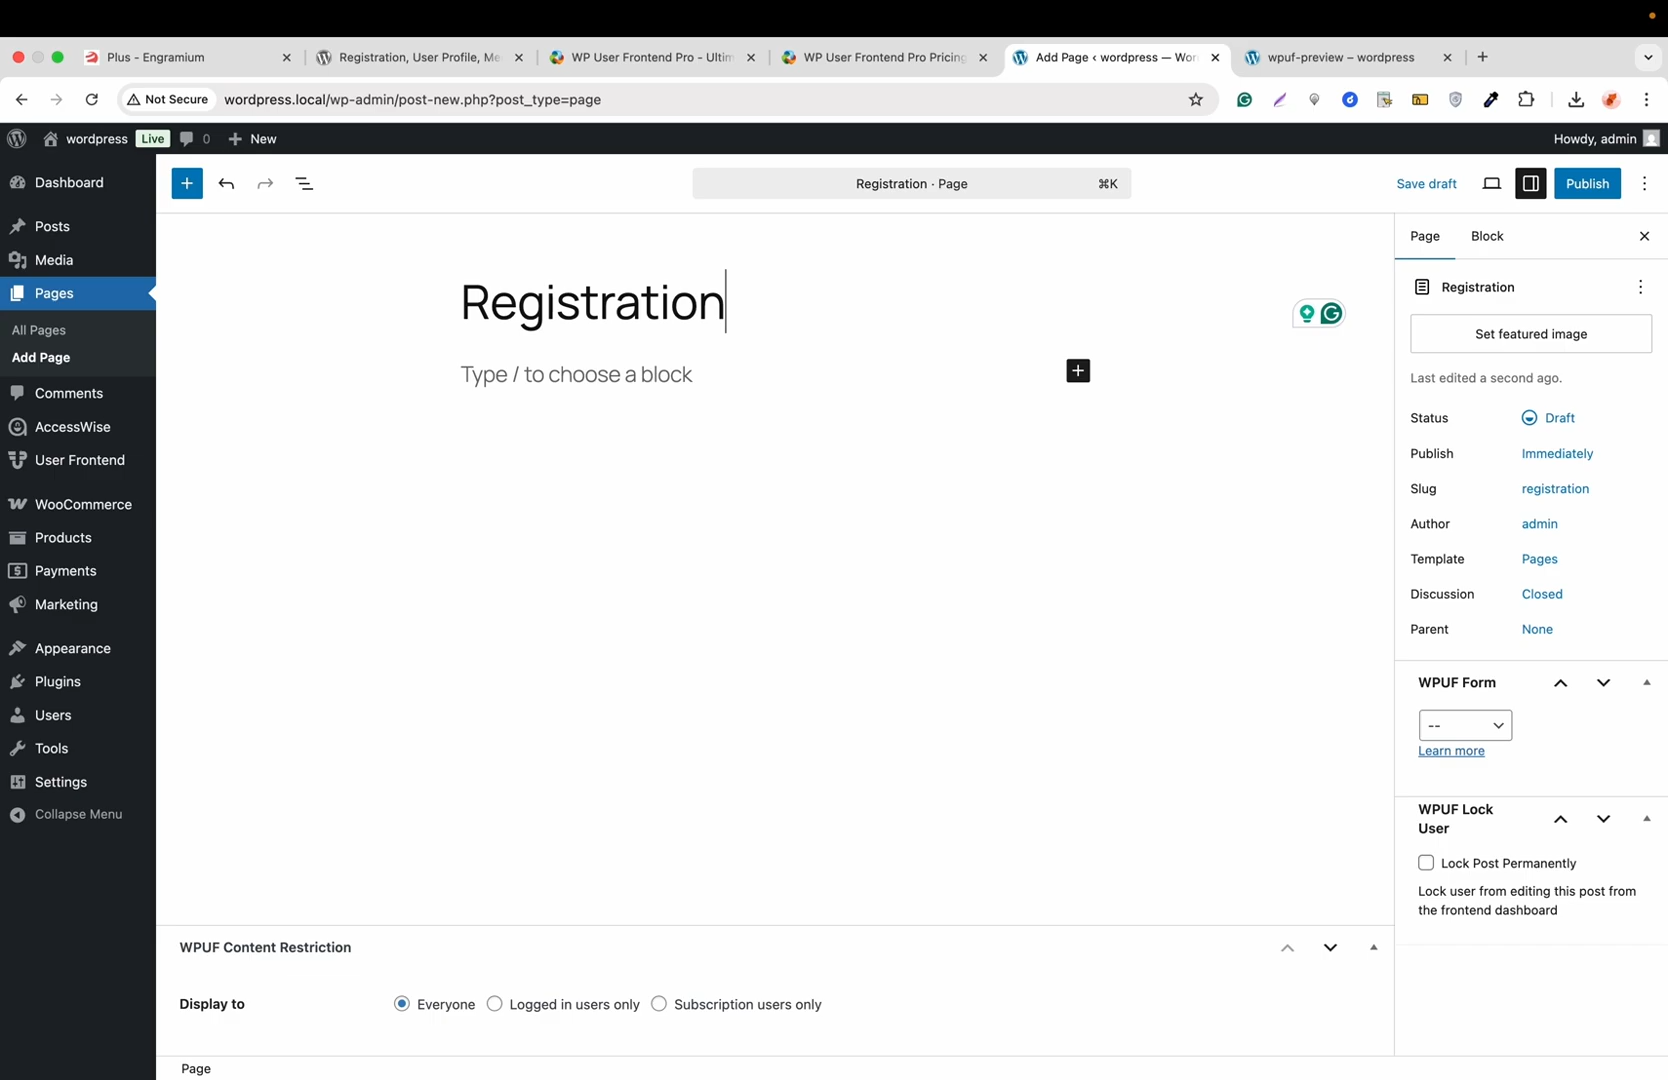 Plus - Engramium
Registration, User Profile, Me
WP User Frontend Pro - Ultim
WP User Frontend Pro Pricing
Add Page ‹ wordpress — Wor
wpuf-preview – wordpress
Not Secure
wordpress.local/wp-admin/post-new.php?post_type=page
wordpress
Live
0
New
Howdy, admin
Dashboard
Posts
Media
Pages
All Pages
Add Page
Comments
AccessWise
User Frontend
WooCommerce
Products
Payments
Marketing
Appearance
Plugins
Users
Tools
Settings
Collapse Menu
Registration · Page
⌘K
Save draft
Publish
Registration
Type / to choose a block
Page
Block
Registration
Set featured image
Last edited a second ago.
Status Draft
Publish Immediately
Slug registration
Author admin
Template Pages
Discussion Closed
Parent None
WPUF Form
--
Learn more
WPUF Lock
User
Lock Post Permanently
Lock user from editing this post from
the frontend dashboard
WPUF Content Restriction
Display to Everyone Logged in users only Subscription users only
Page